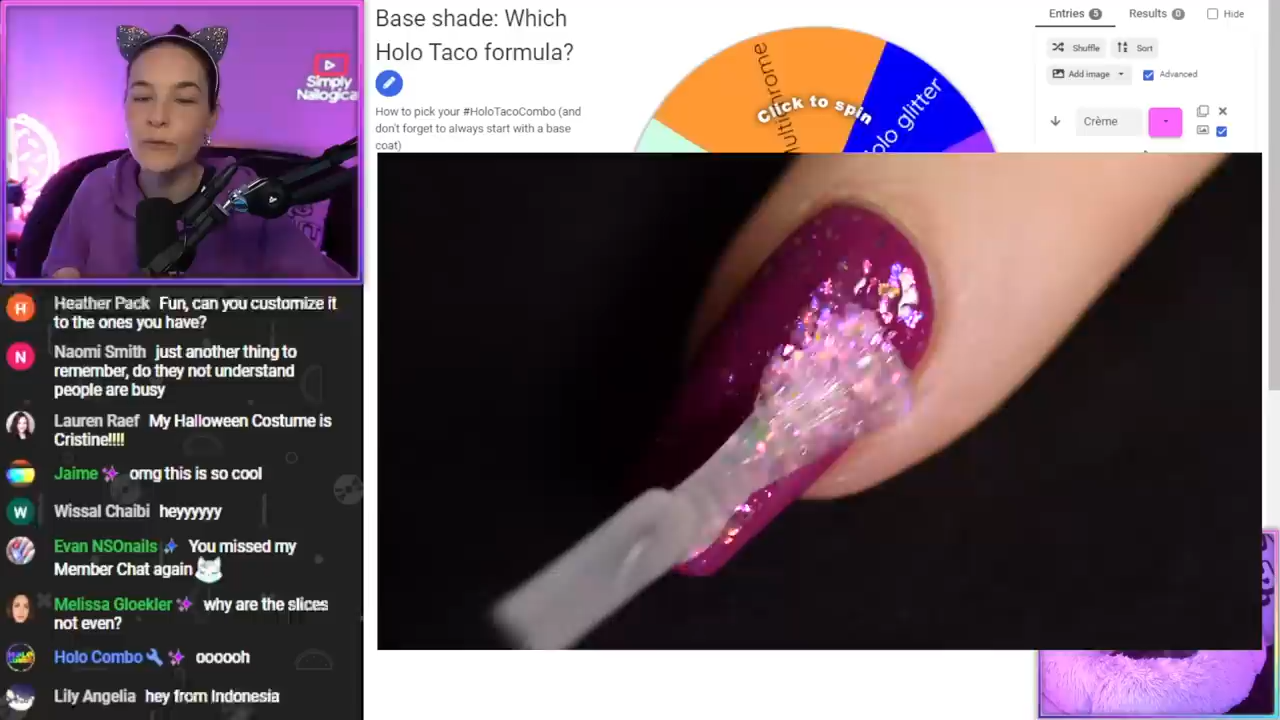 Simply
Nailogical
Heather Pack Fun, can you customize it
to the ones you have?
Naomi Smith just another thing to
remember, do they not understand
people are busy
Lauren Raef My Halloween Costume is
Cristine!!!!
Jaime omg this is so cool
Wissal Chaibi heyyyyyy
Evan NSOnails You missed my
Member Chat again
Melissa Gloekler why are the slices
not even?
Holo Combo oooooh
Lily Angelia hey from Indonesia
Base shade: Which
Holo Taco formula?
How to pick your #HoloTacoCombo (and
don't forget to always start with a base
coat)
Click to spin
Holo glitter
Entries 5 Results 0 Hide
Shuffle Sort
Add image Advanced
Crème